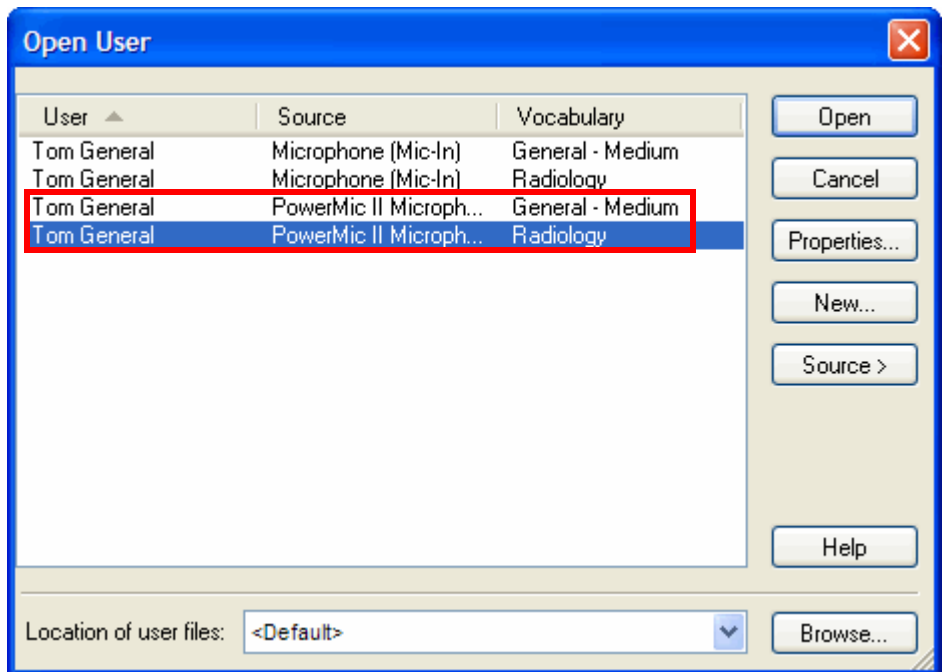 Open User
User Source Vocabulary
Tom General Microphone (Mic-In) General - Medium
Tom General Microphone (Mic-In) Radiology
Tom General PowerMic II Microph... General - Medium
Tom General PowerMic II Microph... Radiology
Open
Cancel
Properties...
New...
Source >
Help
Location of user files: <Default> Browse...